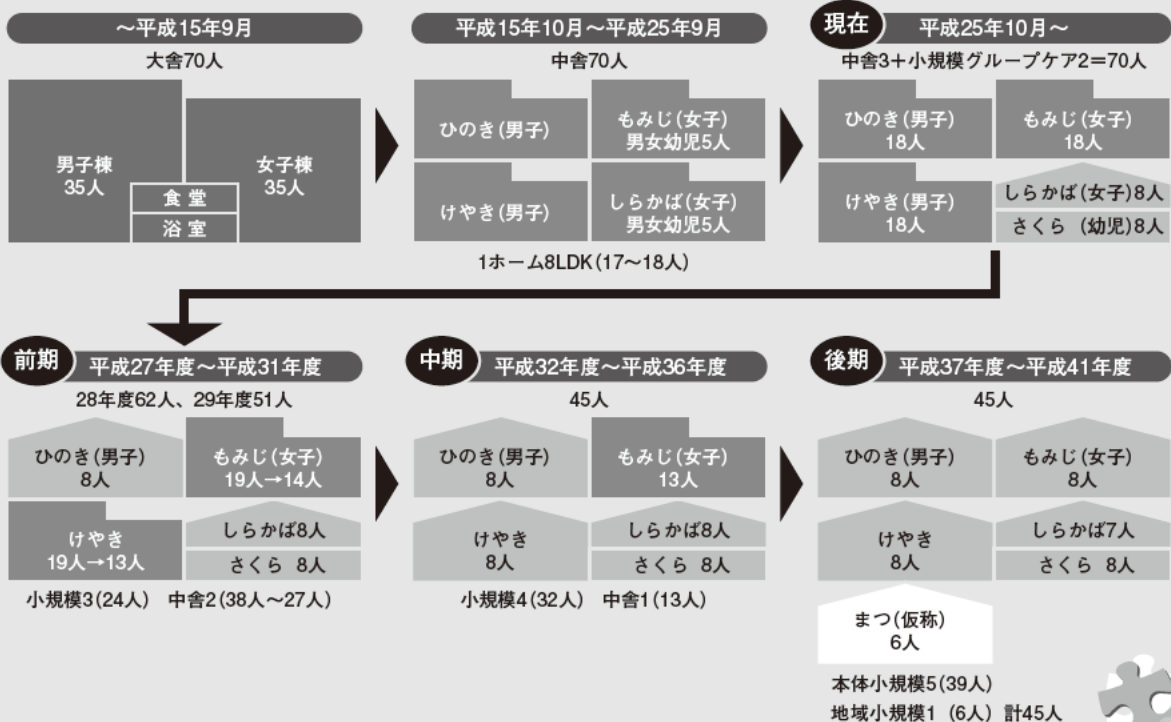 ～平成15年9月
大舎70人
男子棟
35人
女子棟
35人
食堂
浴室
平成15年10月～平成25年9月
中舎70人
ひのき(男子)
もみじ(女子)
男女幼児5人
けやき(男子)
しらかば(女子)
男女幼児5人
1ホーム8LDK(17～18人)
現在
平成25年10月～
中舎3＋小規模グループケア2＝70人
ひのき(男子)
18人
もみじ(女子)
18人
けやき(男子)
18人
しらかば(女子)8人
さくら (幼児)8人
前期
平成27年度～平成31年度
28年度62人、29年度51人
ひのき(男子)
8人
もみじ(女子)
19人→14人
けやき
19人→13人
しらかば8人
さくら 8人
小規模3(24人) 中舎2(38人～27人)
中期
平成32年度～平成36年度
45人
ひのき(男子)
8人
もみじ(女子)
13人
けやき
8人
しらかば8人
さくら 8人
小規模4(32人) 中舎1(13人)
後期
平成37年度～平成41年度
45人
ひのき(男子)
8人
もみじ(女子)
8人
けやき
8人
しらかば7人
さくら 8人
まつ(仮称)
6人
本体小規模5(39人)
地域小規模1 (6人) 計45人